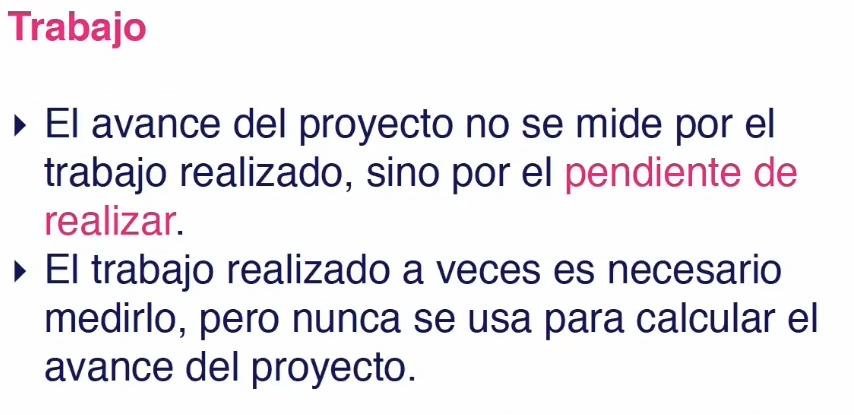 Trabajo
▸ El avance del proyecto no se mide por el
trabajo realizado, sino por el pendiente de
realizar.
▸ El trabajo realizado a veces es necesario
medirlo, pero nunca se usa para calcular el
avance del proyecto.